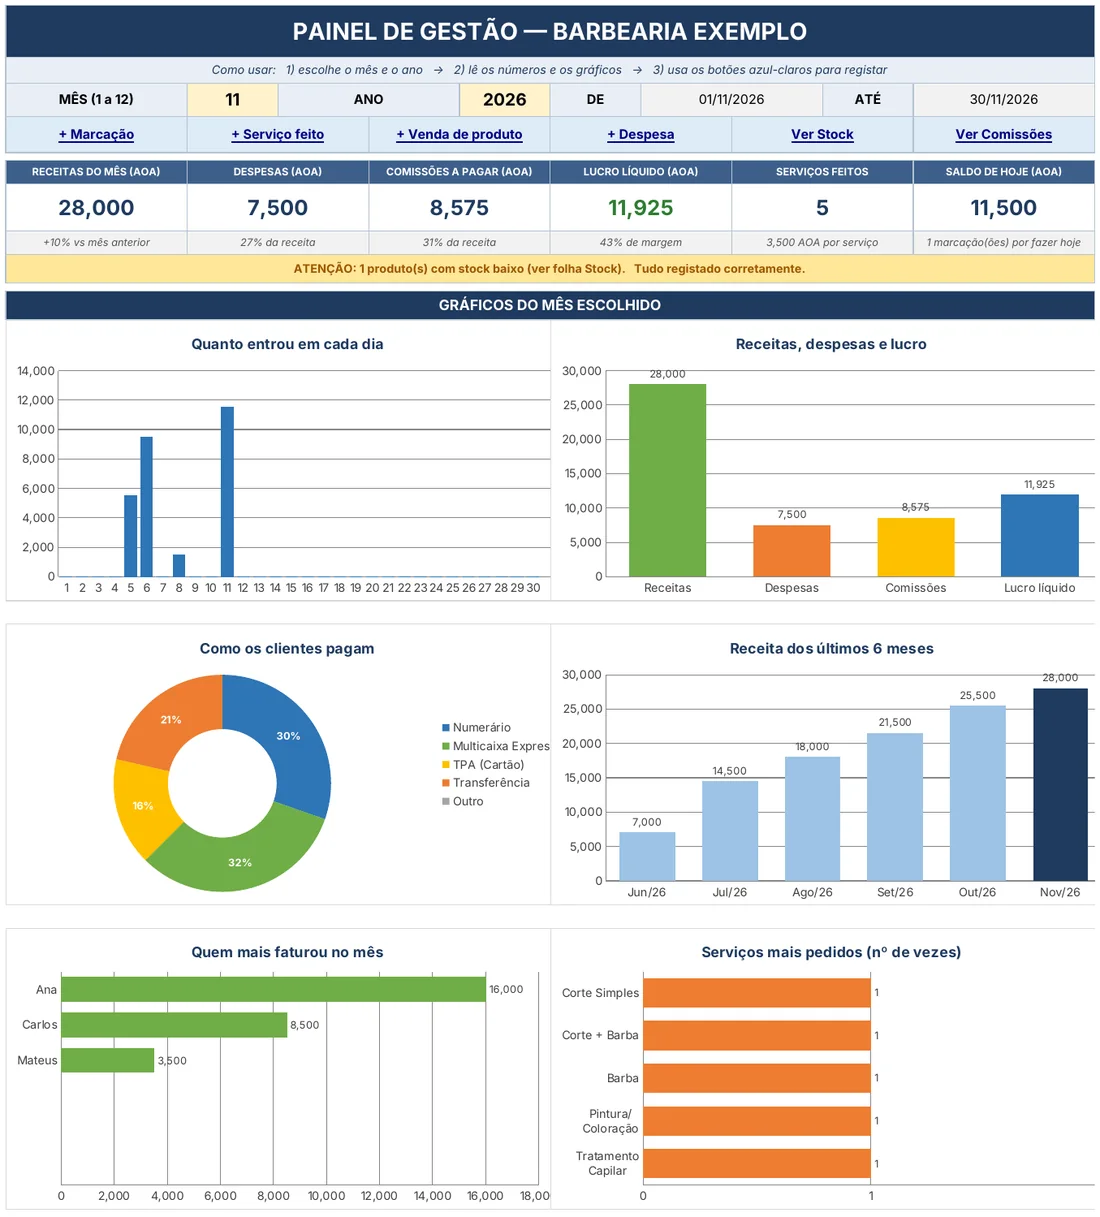 PAINEL DE GESTÃO — BARBEARIA EXEMPLO
Como usar: 1) escolhe o mês e o ano → 2) lê os números e os gráficos → 3) usa os botões azul-claros para registar
MÊS (1 a 12) 11 ANO 2026 DE 01/11/2026 ATÉ 30/11/2026
+ Marcação + Serviço feito + Venda de produto + Despesa Ver Stock Ver Comissões
RECEITAS DO MÊS (AOA) DESPESAS (AOA) COMISSÕES A PAGAR (AOA) LUCRO LÍQUIDO (AOA) SERVIÇOS FEITOS SALDO DE HOJE (AOA)
28,000 7,500 8,575 11,925 5 11,500
+10% vs mês anterior 27% da receita 31% da receita 43% de margem 3,500 AOA por serviço 1 marcação(ões) por fazer hoje
ATENÇÃO: 1 produto(s) com stock baixo (ver folha Stock). Tudo registado corretamente.
GRÁFICOS DO MÊS ESCOLHIDO
Quanto entrou em cada dia
14,000
12,000
10,000
8,000
6,000
4,000
2,000
0
1 2 3 4 5 6 7 8 9 10 11 12 13 14 15 16 17 18 19 20 21 22 23 24 25 26 27 28 29 30
Receitas, despesas e lucro
30,000
25,000
20,000
15,000
10,000
5,000
0
28,000
7,500
8,575
11,925
Receitas Despesas Comissões Lucro líquido
Como os clientes pagam
21%
30%
16%
32%
Numerário
Multicaixa Expres
TPA (Cartão)
Transferência
Outro
Receita dos últimos 6 meses
30,000
25,000
20,000
15,000
10,000
5,000
0
7,000
14,500
18,000
21,500
25,500
28,000
Jun/26 Jul/26 Ago/26 Set/26 Out/26 Nov/26
Quem mais faturou no mês
Ana 16,000
Carlos 8,500
Mateus 3,500
0 2,000 4,000 6,000 8,000 10,000 12,000 14,000 16,000 18,00
Serviços mais pedidos (nº de vezes)
Corte Simples 1
Corte + Barba 1
Barba 1
Pintura/
Coloração 1
Tratamento
Capilar 1
0 1